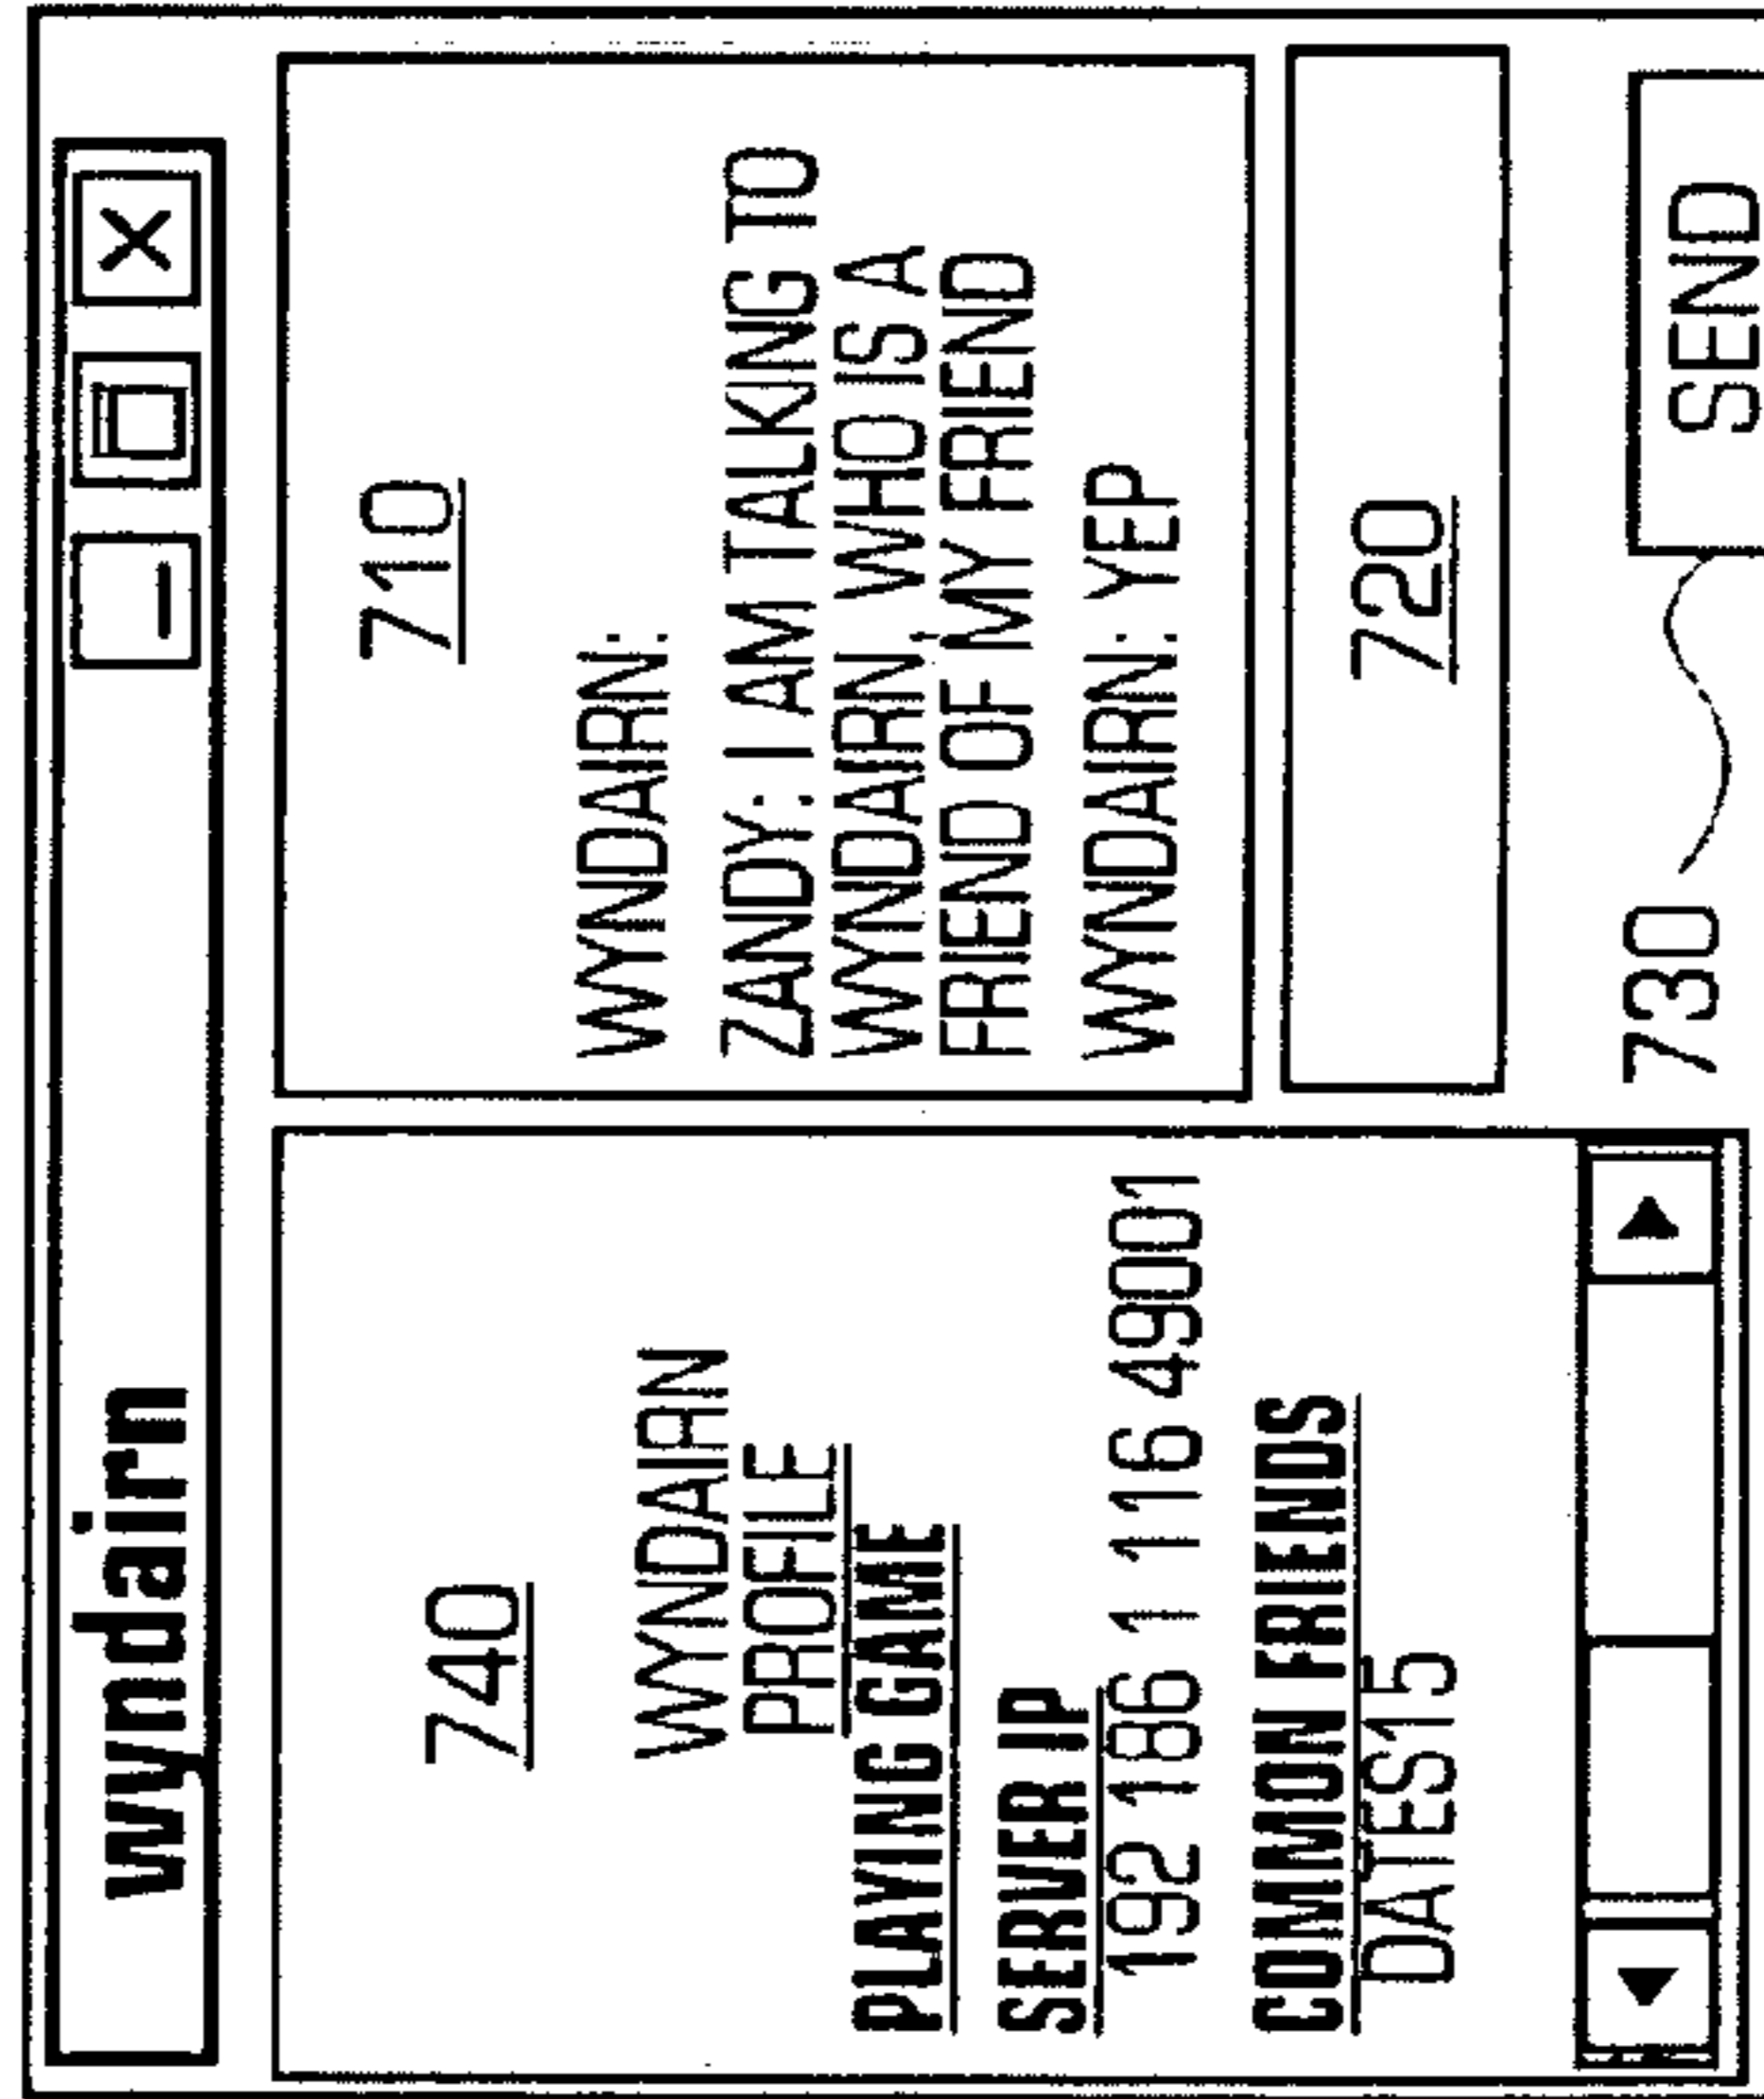 wyndairn
740
WYNDAIRN
PROFILE
PLAYING GAME
SERVER IP
192 186 1 116 49001
COMMON FRIENDS
DATES15
710
WYNDAIRN:
ZANDY: I AM TALKING TO
WYNDAIRN, WHO IS A
FRIEND OF MY FRIEND
WYNDAIRN: YEP
720
730
SEND